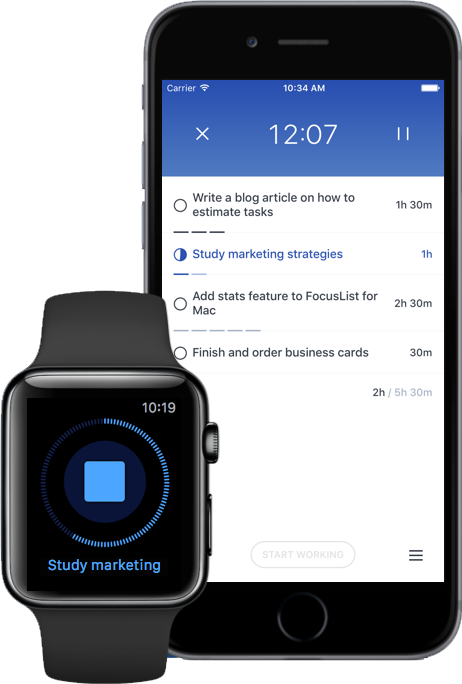 Carrier 10:34 AM
12:07
Write a blog article on how to
estimate tasks
1h 30m
Study marketing strategies 1h
Add stats feature to FocusList for
Mac
2h 30m
Finish and order business cards 30m
2h / 5h 30m
START WORKING
10:19
Study marketing